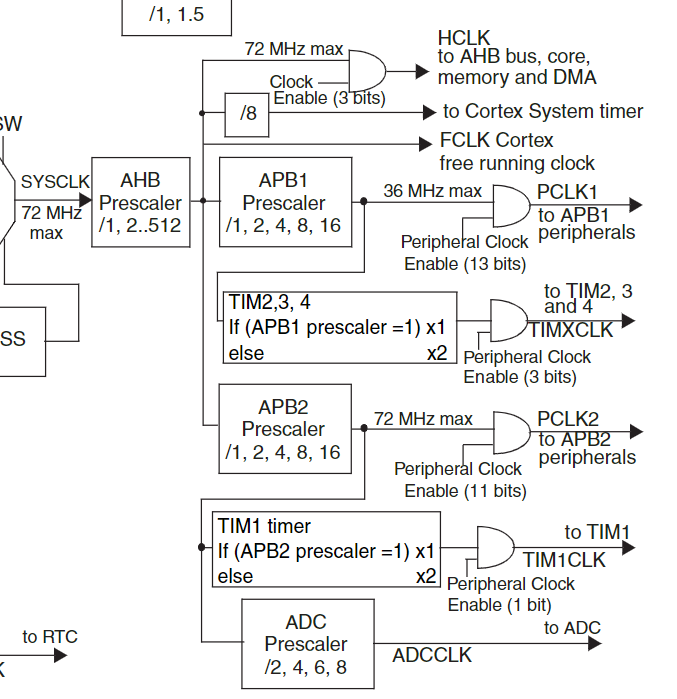 /1, 1.5
72 MHz max
HCLK
to AHB bus, core,
memory and DMA
Clock
Enable (3 bits)
/8
to Cortex System timer
FCLK Cortex
free running clock
SW
SYSCLK
72 MHz
max
AHB
Prescaler
/1, 2..512
APB1
Prescaler
/1, 2, 4, 8, 16
36 MHz max
PCLK1
to APB1
peripherals
Peripheral Clock
Enable (13 bits)
TIM2,3, 4
If (APB1 prescaler =1) x1
else x2
to TIM2, 3
and 4
TIMXCLK
Peripheral Clock
Enable (3 bits)
SS
APB2
Prescaler
/1, 2, 4, 8, 16
72 MHz max
PCLK2
to APB2
peripherals
Peripheral Clock
Enable (11 bits)
TIM1 timer
If (APB2 prescaler =1) x1
else x2
to TIM1
TIM1CLK
Peripheral Clock
Enable (1 bit)
ADC
Prescaler
/2, 4, 6, 8
to ADC
ADCCLK
to RTC
K